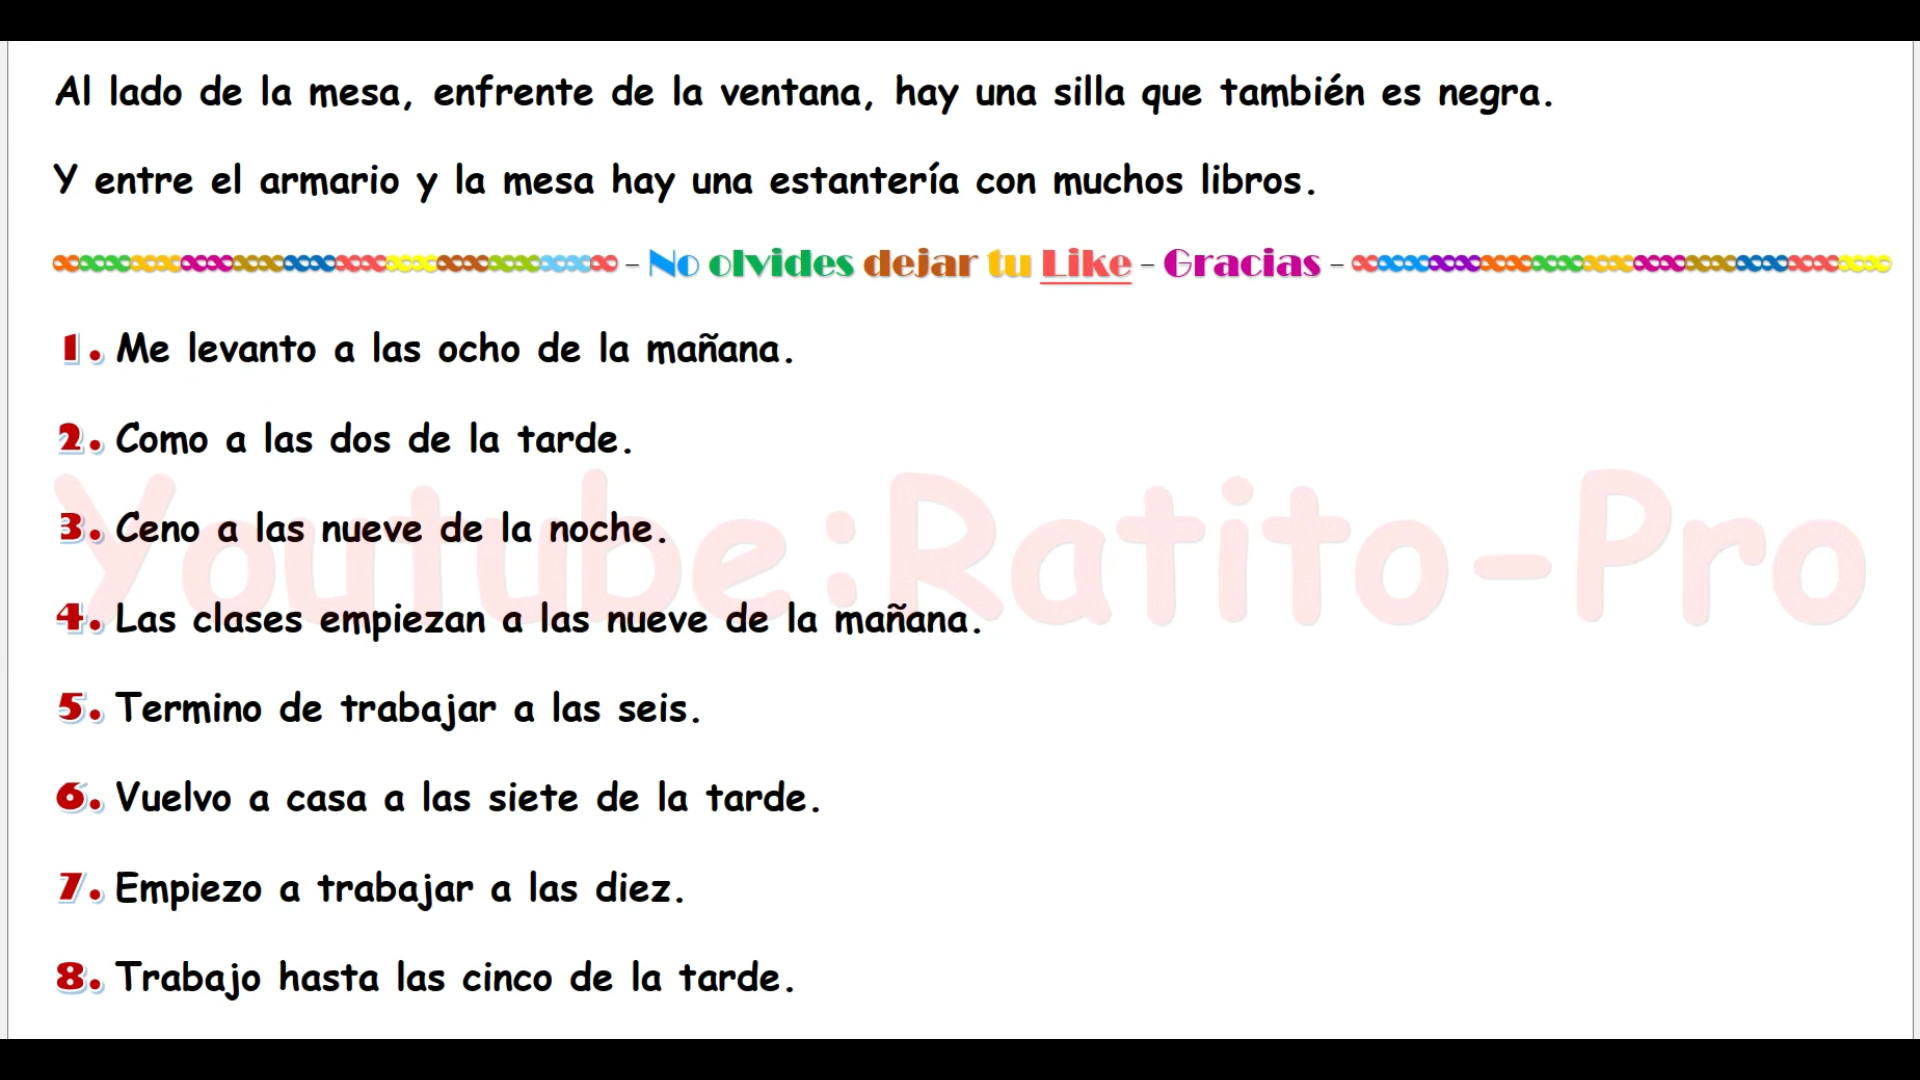 Al lado de la mesa, enfrente de la ventana, hay una silla que también es negra.
Y entre el armario y la mesa hay una estantería con muchos libros.
- No olvides dejar tu Like - Gracias -
1. Me levanto a las ocho de la mañana.
2. Como a las dos de la tarde.
3. Ceno a las nueve de la noche.
Youtube:Ratito-Pro
4. Las clases empiezan a las nueve de la mañana.
5. Termino de trabajar a las seis.
6. Vuelvo a casa a las siete de la tarde.
7. Empiezo a trabajar a las diez.
8. Trabajo hasta las cinco de la tarde.